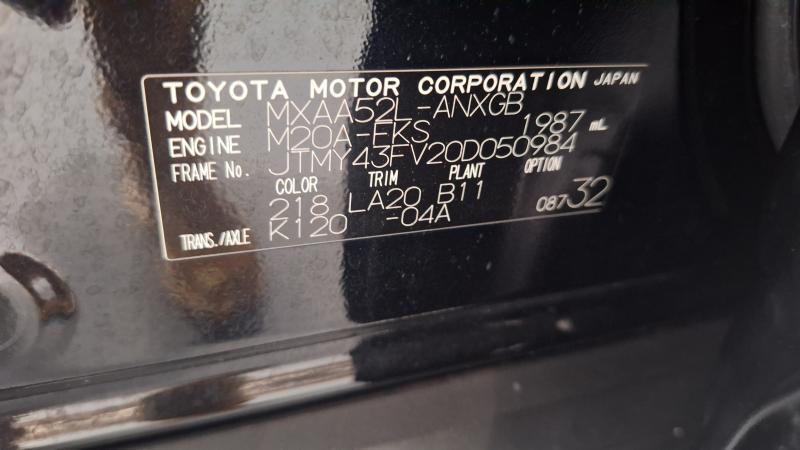 TOYOTA MOTOR CORPORATION JAPAN
MODEL MXAA52L -ANXGB
ENGINE M20A-FKS 1987 mL
FRAME No. JTMY43FV20D050984
COLOR TRIM PLANT OPTION
218 LA20 B11
TRANS./AXLE K120 -04A 08732